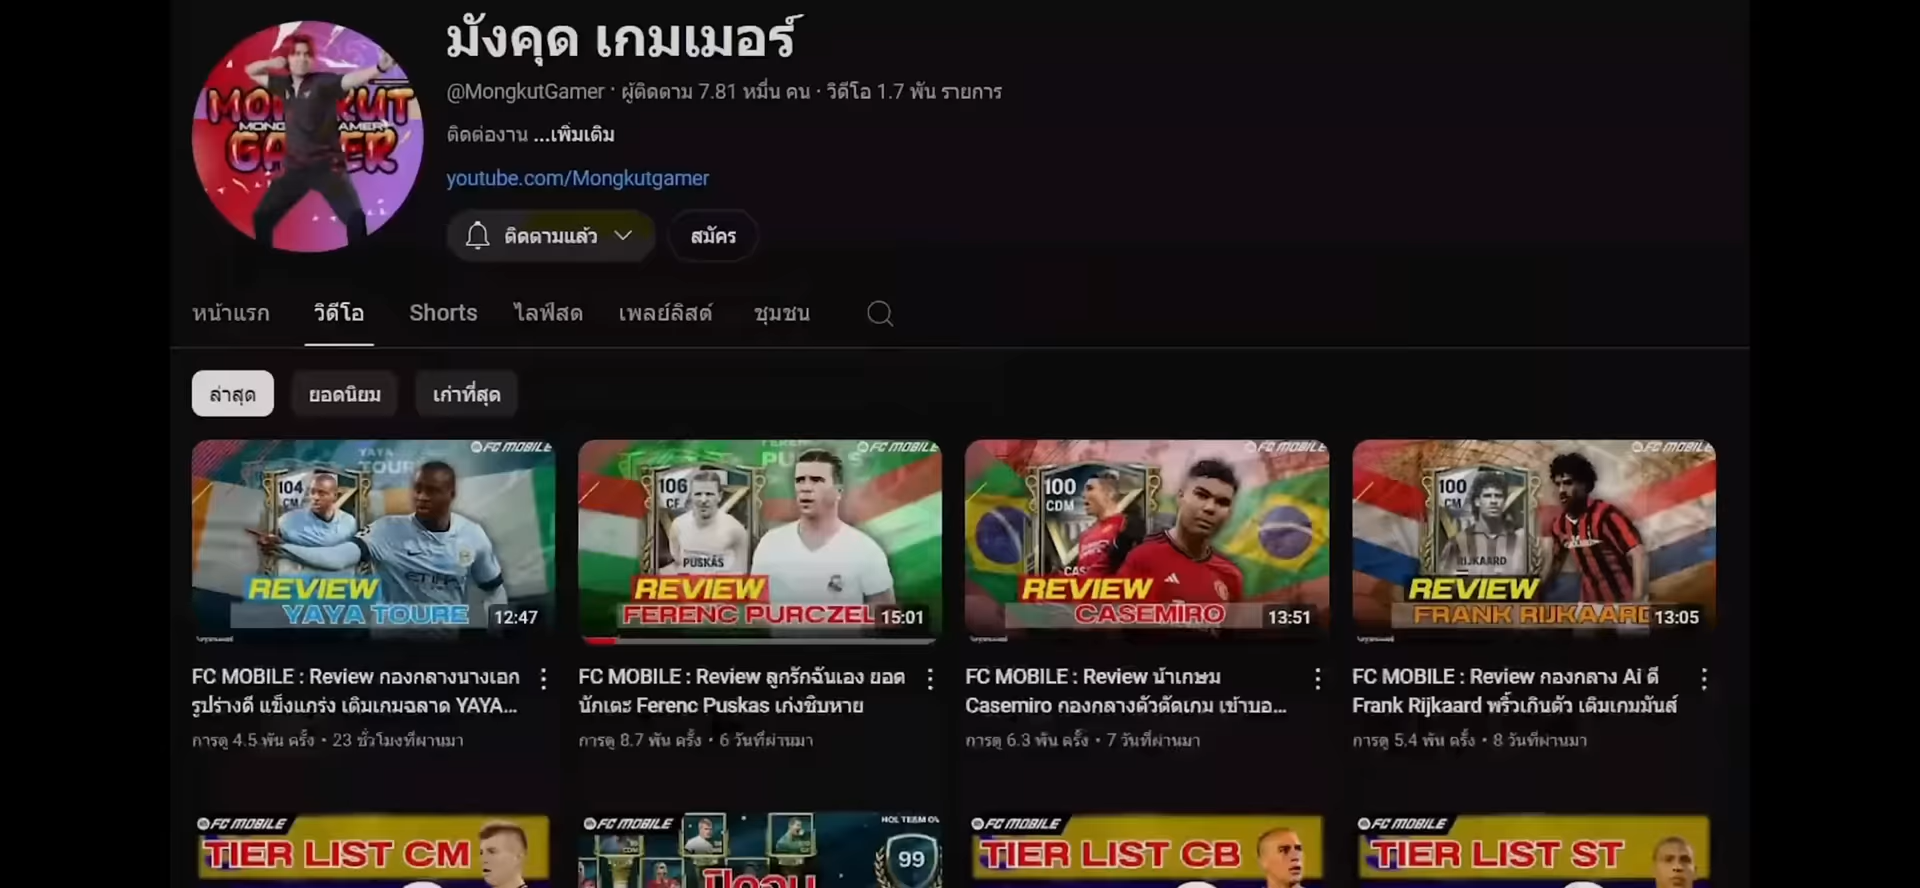 มังคุด เกมเมอร์
@MongkutGamer · ผู้ติดตาม 7.81 หมื่น คน · วิดีโอ 1.7 พัน รายการ
ติดต่องาน ...เพิ่มเติม
youtube.com/Mongkutgamer
ติดตามแล้ว
สมัคร
หน้าแรก วิดีโอ Shorts ไลฟ์สด เพลย์ลิสต์ ชุมชน
ล่าสุด ยอดนิยม เก่าที่สุด
FC MOBILE
104
CM
REVIEW
YAYA TOURE
12:47
FC MOBILE
106
CF
PUSKAS
REVIEW
FERENC PURCZEL
15:01
FC MOBILE
100
CDM
REVIEW
CASEMIRO
13:51
FC MOBILE
100
CM
RIJKAARD
REVIEW
FRANK RIJKAARD
13:05
FC MOBILE : Review กองกลางนางเอก
รูปร่างดี แข็งแกร่ง เติมเกมฉลาด YAYA...
การดู 4.5 พัน ครั้ง • 23 ชั่วโมงที่ผ่านมา
FC MOBILE : Review ลูกรักฉันเอง ยอด
นักเตะ Ferenc Puskas เก่งชิบหาย
การดู 8.7 พัน ครั้ง • 6 วันที่ผ่านมา
FC MOBILE : Review น้าเกษม
Casemiro กองกลางตัวตัดเกม เข้าบอ...
การดู 6.3 พัน ครั้ง • 7 วันที่ผ่านมา
FC MOBILE : Review กองกลาง Ai ดี
Frank Rijkaard พริ้วเกินตัว เติมเกมมันส์
การดู 5.4 พัน ครั้ง • 8 วันที่ผ่านมา
FC MOBILE
TIER LIST CM
FC MOBILE
99
FC MOBILE
TIER LIST CB
FC MOBILE
TIER LIST ST